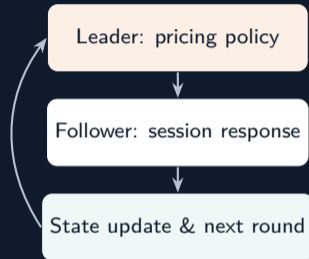 Leader: pricing policy
Follower: session response
State update & next round